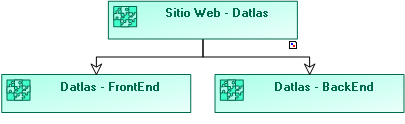 Sitio Web - Datlas
Datlas - FrontEnd
Datlas - BackEnd